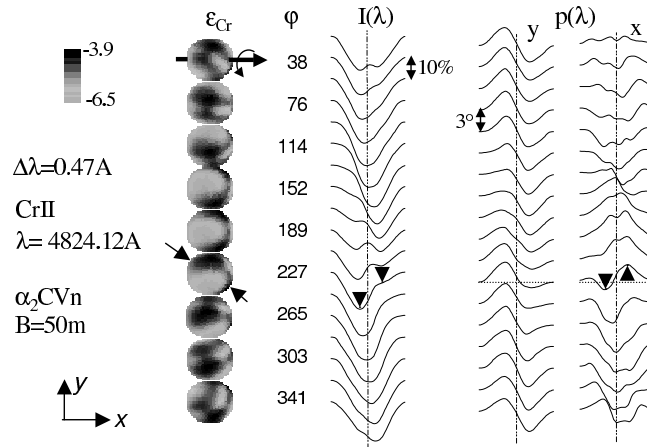 ε_Cr φ I(λ) y p(λ) x
-3.9
-6.5
38
10%
76
3°
114
Δλ=0.47A
152
CrII
189
λ= 4824.12A
227
α₂CVn
265
B=50m
303
y
341
x